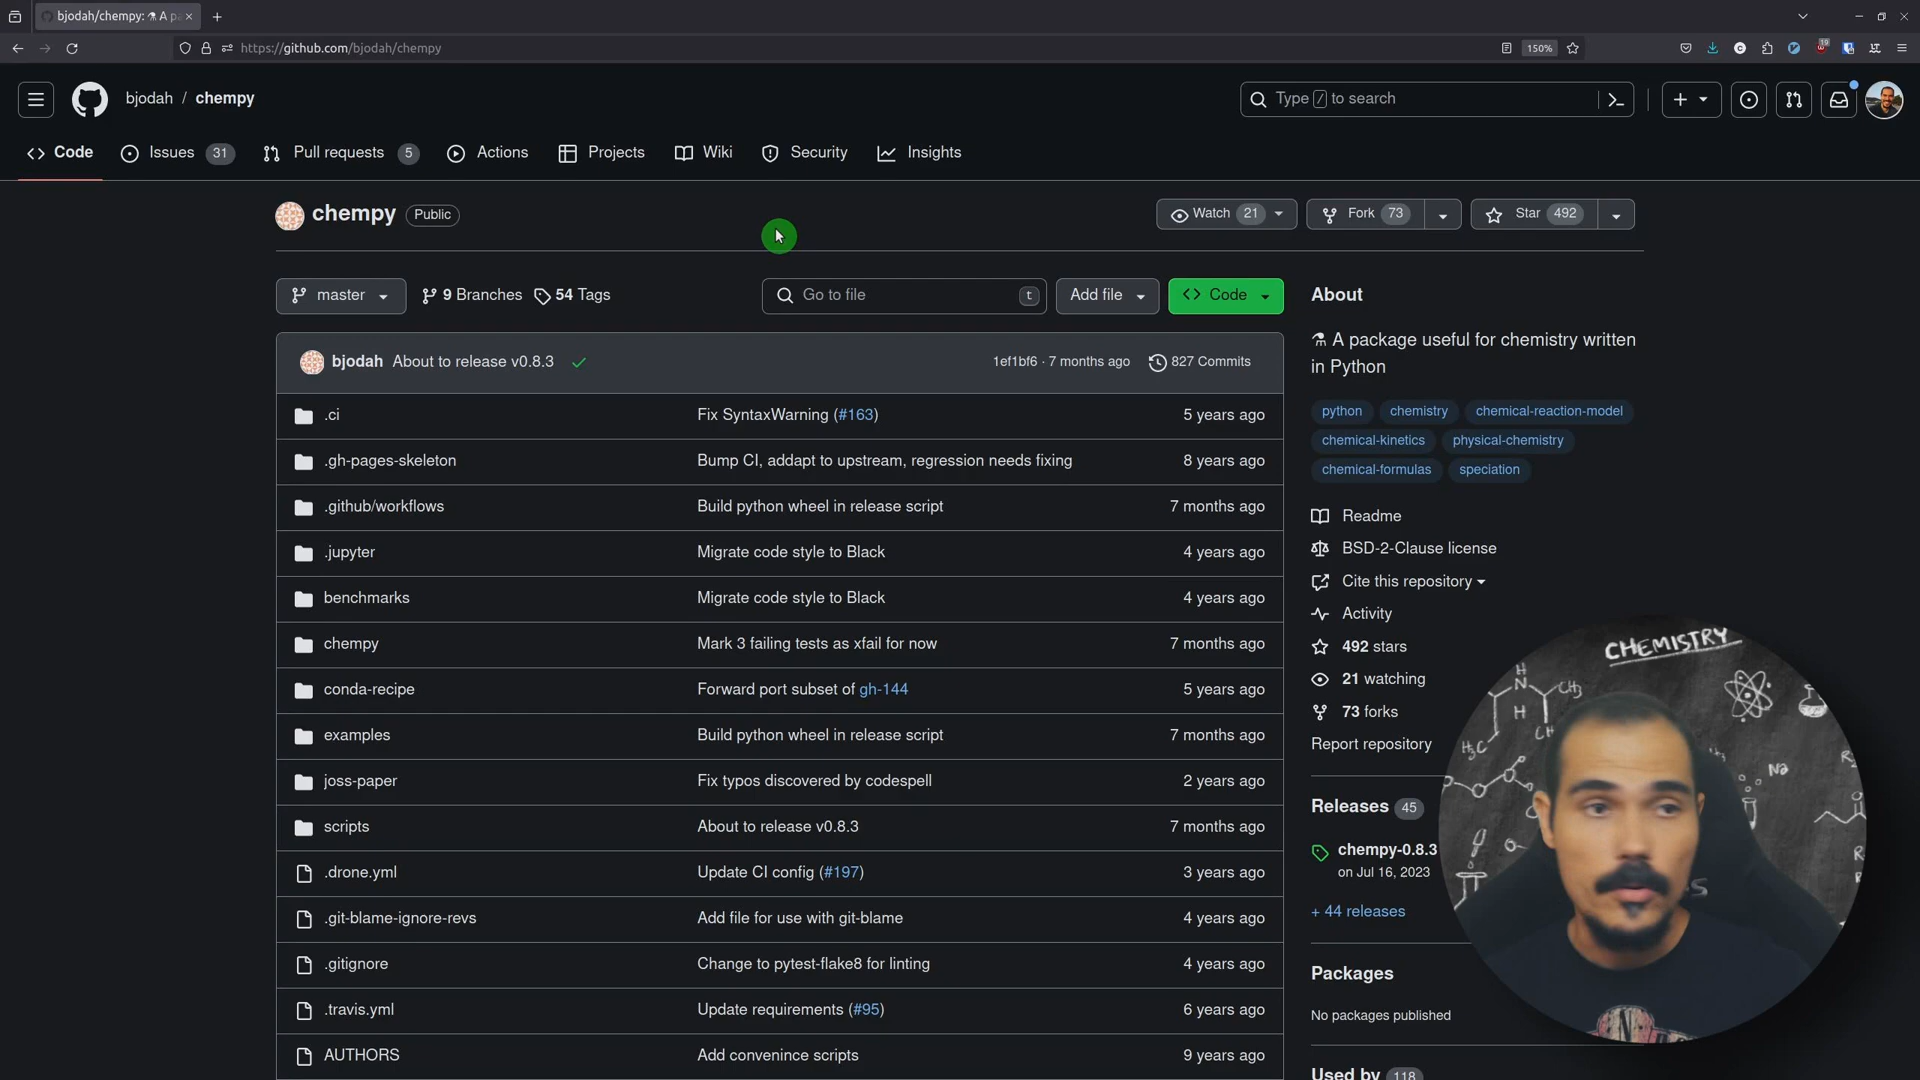 bjodah/chempy: ⚗ A pa
https://github.com/bjodah/chempy
150%
19
bjodah / chempy
Type / to search
Code
Issues 31
Pull requests 5
Actions
Projects
Wiki
Security
Insights
chempy Public
Watch 21
Fork 73
Star 492
master
9 Branches
54 Tags
Go to file t
Add file
Code
bjodah About to release v0.8.3
1ef1bf6 · 7 months ago
827 Commits
.ci Fix SyntaxWarning (#163) 5 years ago
.gh-pages-skeleton Bump CI, addapt to upstream, regression needs fixing 8 years ago
.github/workflows Build python wheel in release script 7 months ago
.jupyter Migrate code style to Black 4 years ago
benchmarks Migrate code style to Black 4 years ago
chempy Mark 3 failing tests as xfail for now 7 months ago
conda-recipe Forward port subset of gh-144 5 years ago
examples Build python wheel in release script 7 months ago
joss-paper Fix typos discovered by codespell 2 years ago
scripts About to release v0.8.3 7 months ago
.drone.yml Update CI config (#197) 3 years ago
.git-blame-ignore-revs Add file for use with git-blame 4 years ago
.gitignore Change to pytest-flake8 for linting 4 years ago
.travis.yml Update requirements (#95) 6 years ago
AUTHORS Add convenince scripts 9 years ago
About
⚗ A package useful for chemistry written
in Python
python chemistry chemical-reaction-model
chemical-kinetics physical-chemistry
chemical-formulas speciation
Readme
BSD-2-Clause license
Cite this repository
Activity
492 stars
21 watching
73 forks
Report repository
Releases 45
chempy-0.8.3
on Jul 16, 2023
+ 44 releases
Packages
No packages published
Used by 118
CHEMISTRY
H
N
CH3
H
CH
H3C
Na